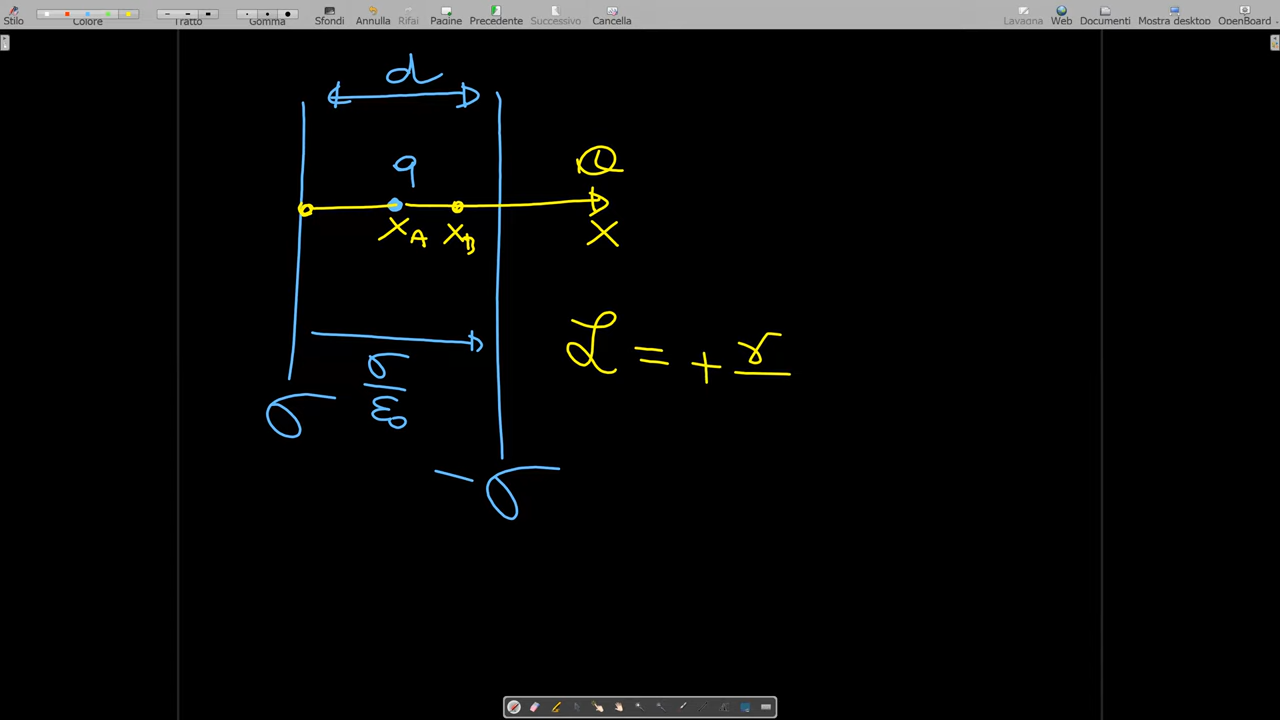 Stilo Colore Tratto Gomma Sfondi Annulla Rifai Pagine Precedente Successivo Cancella Lavagna Web Documenti Mostra desktop OpenBoard
d
q
X_A X_B X
ℒ = + σ
σ/ε₀
σ
-σ